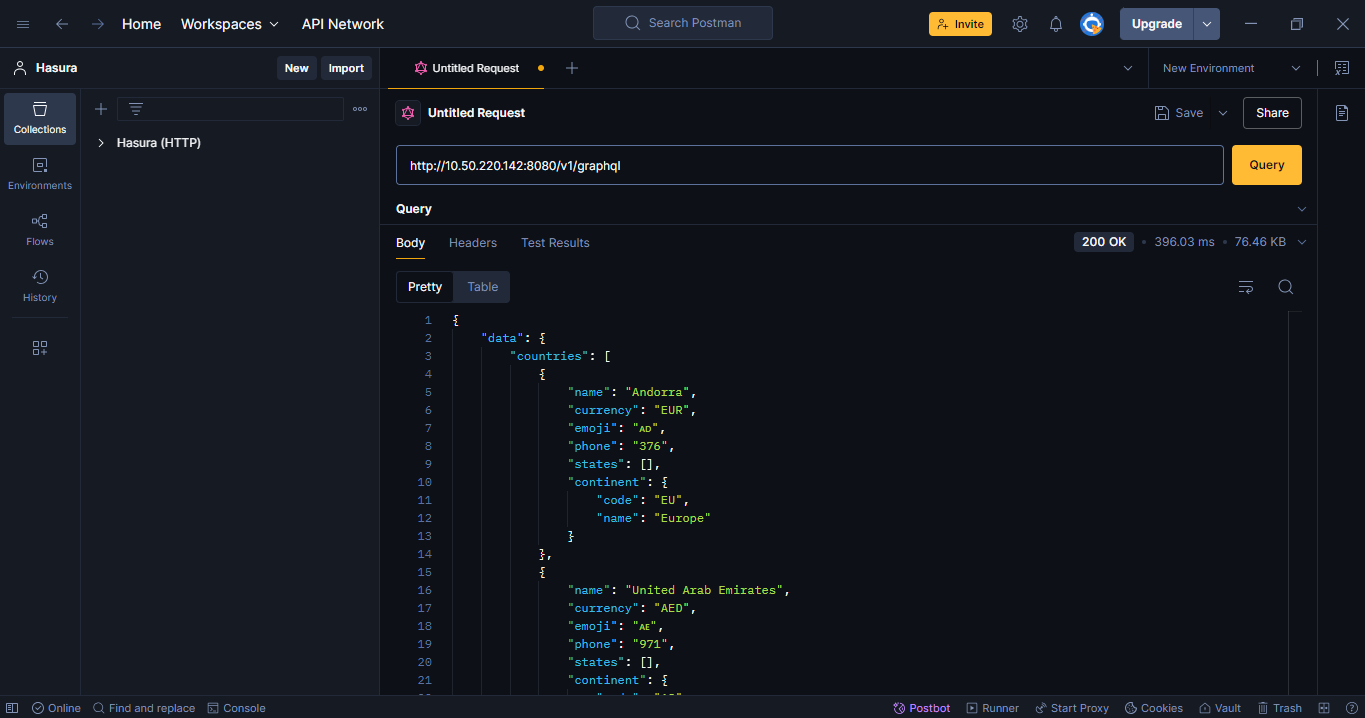 Home Workspaces API Network Search Postman Invite Upgrade
Hasura New Import Untitled Request New Environment
Collections
Environments
Flows
History
Hasura (HTTP)
Untitled Request Save Share
http://10.50.220.142:8080/v1/graphql Query
Query
Body Headers Test Results 200 OK • 396.03 ms • 76.46 KB
Pretty Table
1 {
2 "data": {
3 "countries": [
4 {
5 "name": "Andorra",
6 "currency": "EUR",
7 "emoji": "AD",
8 "phone": "376",
9 "states": [],
10 "continent": {
11 "code": "EU",
12 "name": "Europe"
13 }
14 },
15 {
16 "name": "United Arab Emirates",
17 "currency": "AED",
18 "emoji": "AE",
19 "phone": "971",
20 "states": [],
21 "continent": {
Online Find and replace Console Postbot Runner Start Proxy Cookies Vault Trash